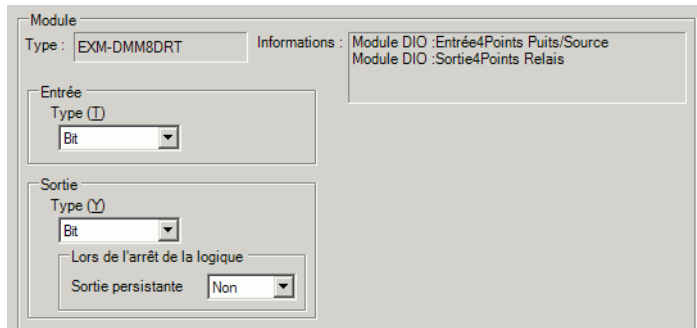 Module
Type : EXM-DMM8DRT Informations : Module DIO :Entrée4Points Puits/Source
Module DIO :Sortie4Points Relais
Entrée
Type (T)
Bit
Sortie
Type (Y)
Bit
Lors de l'arrêt de la logique
Sortie persistante Non